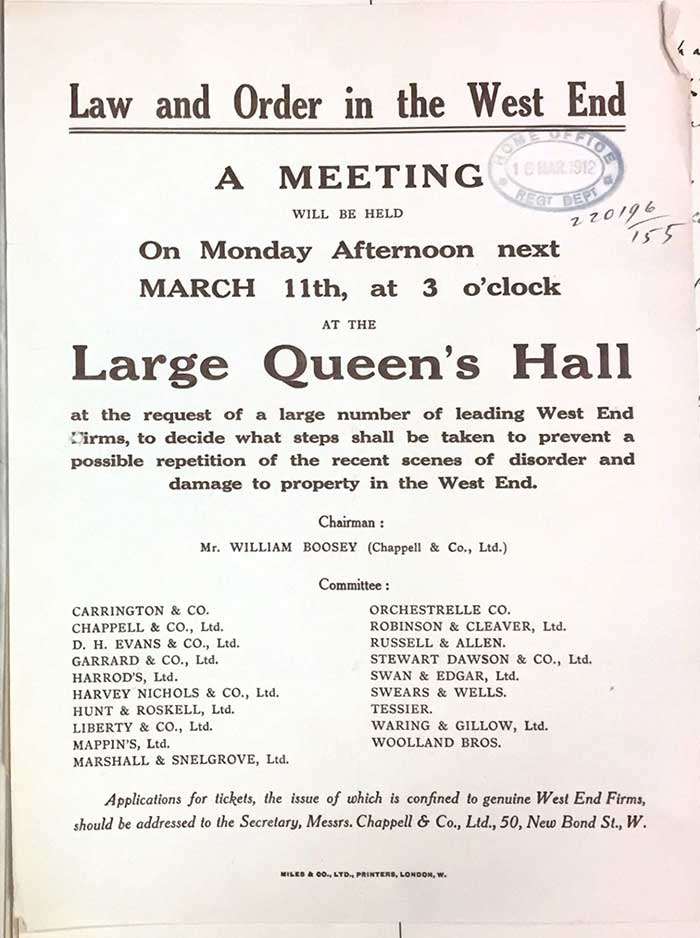 Law and Order in the West End
A MEETING
HOME OFFICE
16 MAR.1912
REGT DEPT
WILL BE HELD
220196
/155
On Monday Afternoon next
MARCH 11th, at 3 o'clock
AT THE
Large Queen's Hall
at the request of a large number of leading West End
Firms, to decide what steps shall be taken to prevent a
possible repetition of the recent scenes of disorder and
damage to property in the West End.
Chairman :
Mr. WILLIAM BOOSEY (Chappell & Co., Ltd.)
Committee :
CARRINGTON & CO.
CHAPPELL & CO., Ltd.
D. H. EVANS & CO., Ltd.
GARRARD & CO., Ltd.
HARROD'S, Ltd.
HARVEY NICHOLS & CO., Ltd.
HUNT & ROSKELL, Ltd.
LIBERTY & CO., Ltd.
MAPPIN'S, Ltd.
MARSHALL & SNELGROVE, Ltd.
ORCHESTRELLE CO.
ROBINSON & CLEAVER, Ltd.
RUSSELL & ALLEN.
STEWART DAWSON & CO., Ltd.
SWAN & EDGAR, Ltd.
SWEARS & WELLS.
TESSIER.
WARING & GILLOW, Ltd.
WOOLLAND BROS.
Applications for tickets, the issue of which is confined to genuine West End Firms,
should be addressed to the Secretary, Messrs. Chappell & Co., Ltd., 50, New Bond St., W.
MILES & CO., LTD., PRINTERS, LONDON, W.